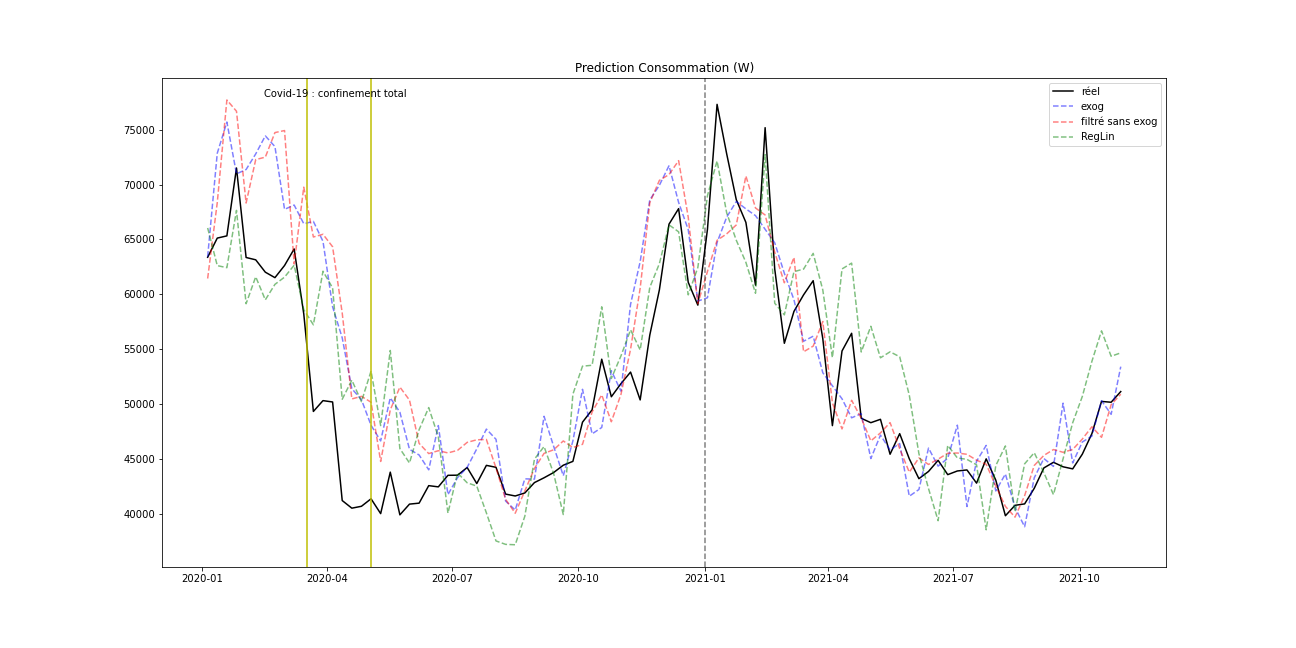 Prediction Consommation (W)
Covid-19 : confinement total
réel
exog
filtré sans exog
RegLin
75000
70000
65000
60000
55000
50000
45000
40000
2020-01
2020-04
2020-07
2020-10
2021-01
2021-04
2021-07
2021-10